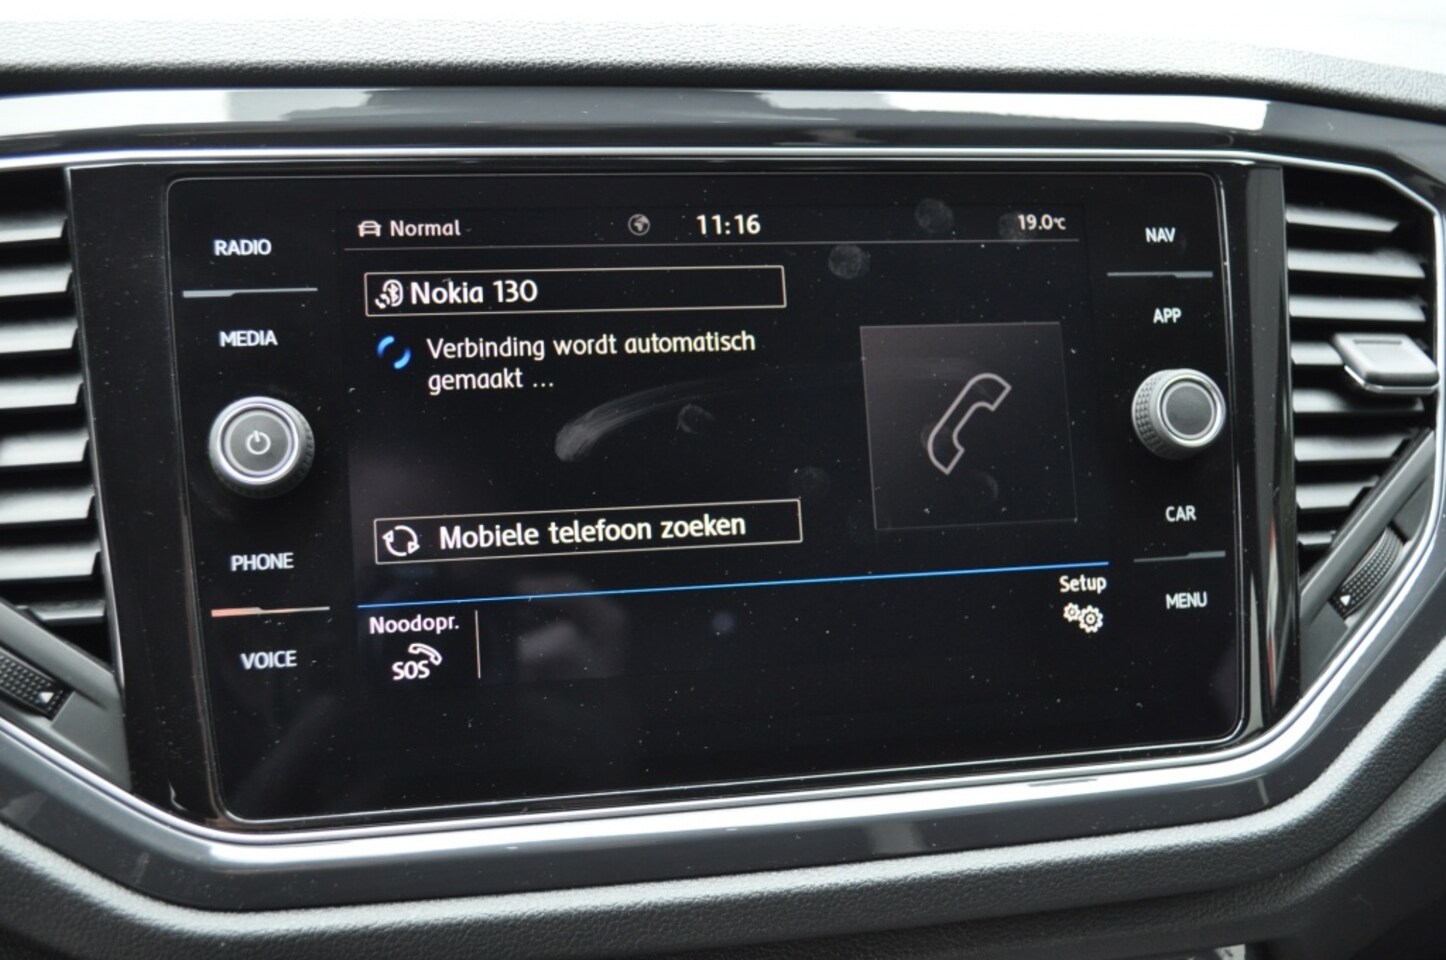 Normal 11:16 19.0°C
RADIO
MEDIA
PHONE
VOICE
Nokia 130
Verbinding wordt automatisch
gemaakt ...
Mobiele telefoon zoeken
Noodopr.
SOS
Setup
NAV
APP
CAR
MENU